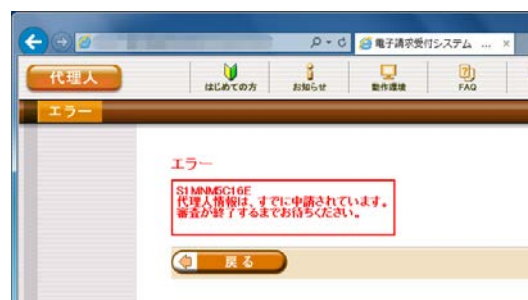 電子請求受付システム ...
代理人
はじめての方
お知らせ
動作環境
FAQ
エラー
エラー
S1MNM5C16E
代理人情報は、すでに申請されています。
審査が終了するまでお待ちください。
戻る